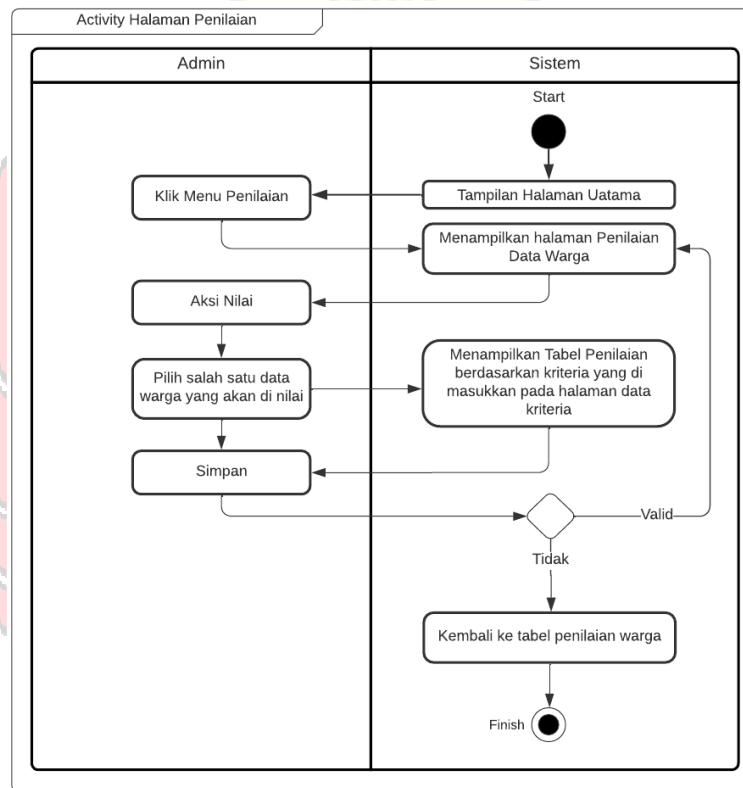 Activity Halaman Penilaian
Admin
Sistem
Start
Tampilan Halaman Uatama
Klik Menu Penilaian
Menampilkan halaman Penilaian
Data Warga
Aksi Nilai
Pilih salah satu data
warga yang akan di nilai
Menampilkan Tabel Penilaian
berdasarkan kriteria yang di
masukkan pada halaman data
kriteria
Simpan
Valid
Tidak
Kembali ke tabel penilaian warga
Finish